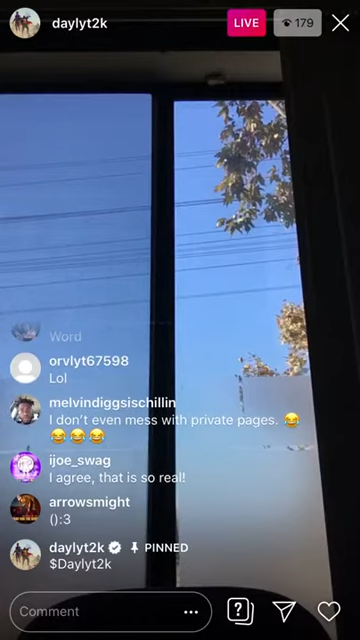 daylyt2k
LIVE
179
Word
orvlyt67598
Lol
melvindiggsischillin
I don't even mess with private pages. 😂
😂😂😂
ijoe_swag
I agree, that is so real!
arrowsmight
():3
daylyt2k PINNED
$Daylyt2k
Comment